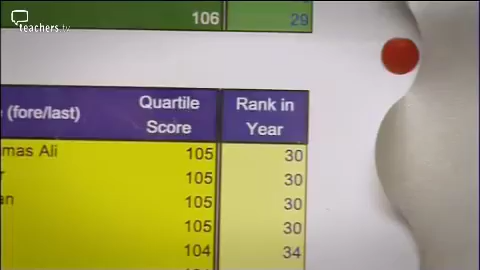 teachers.tv
106 29
(fore/last) Quartile Score Rank in Year
mas Ali 105 30
105 30
an 105 30
105 30
104 34